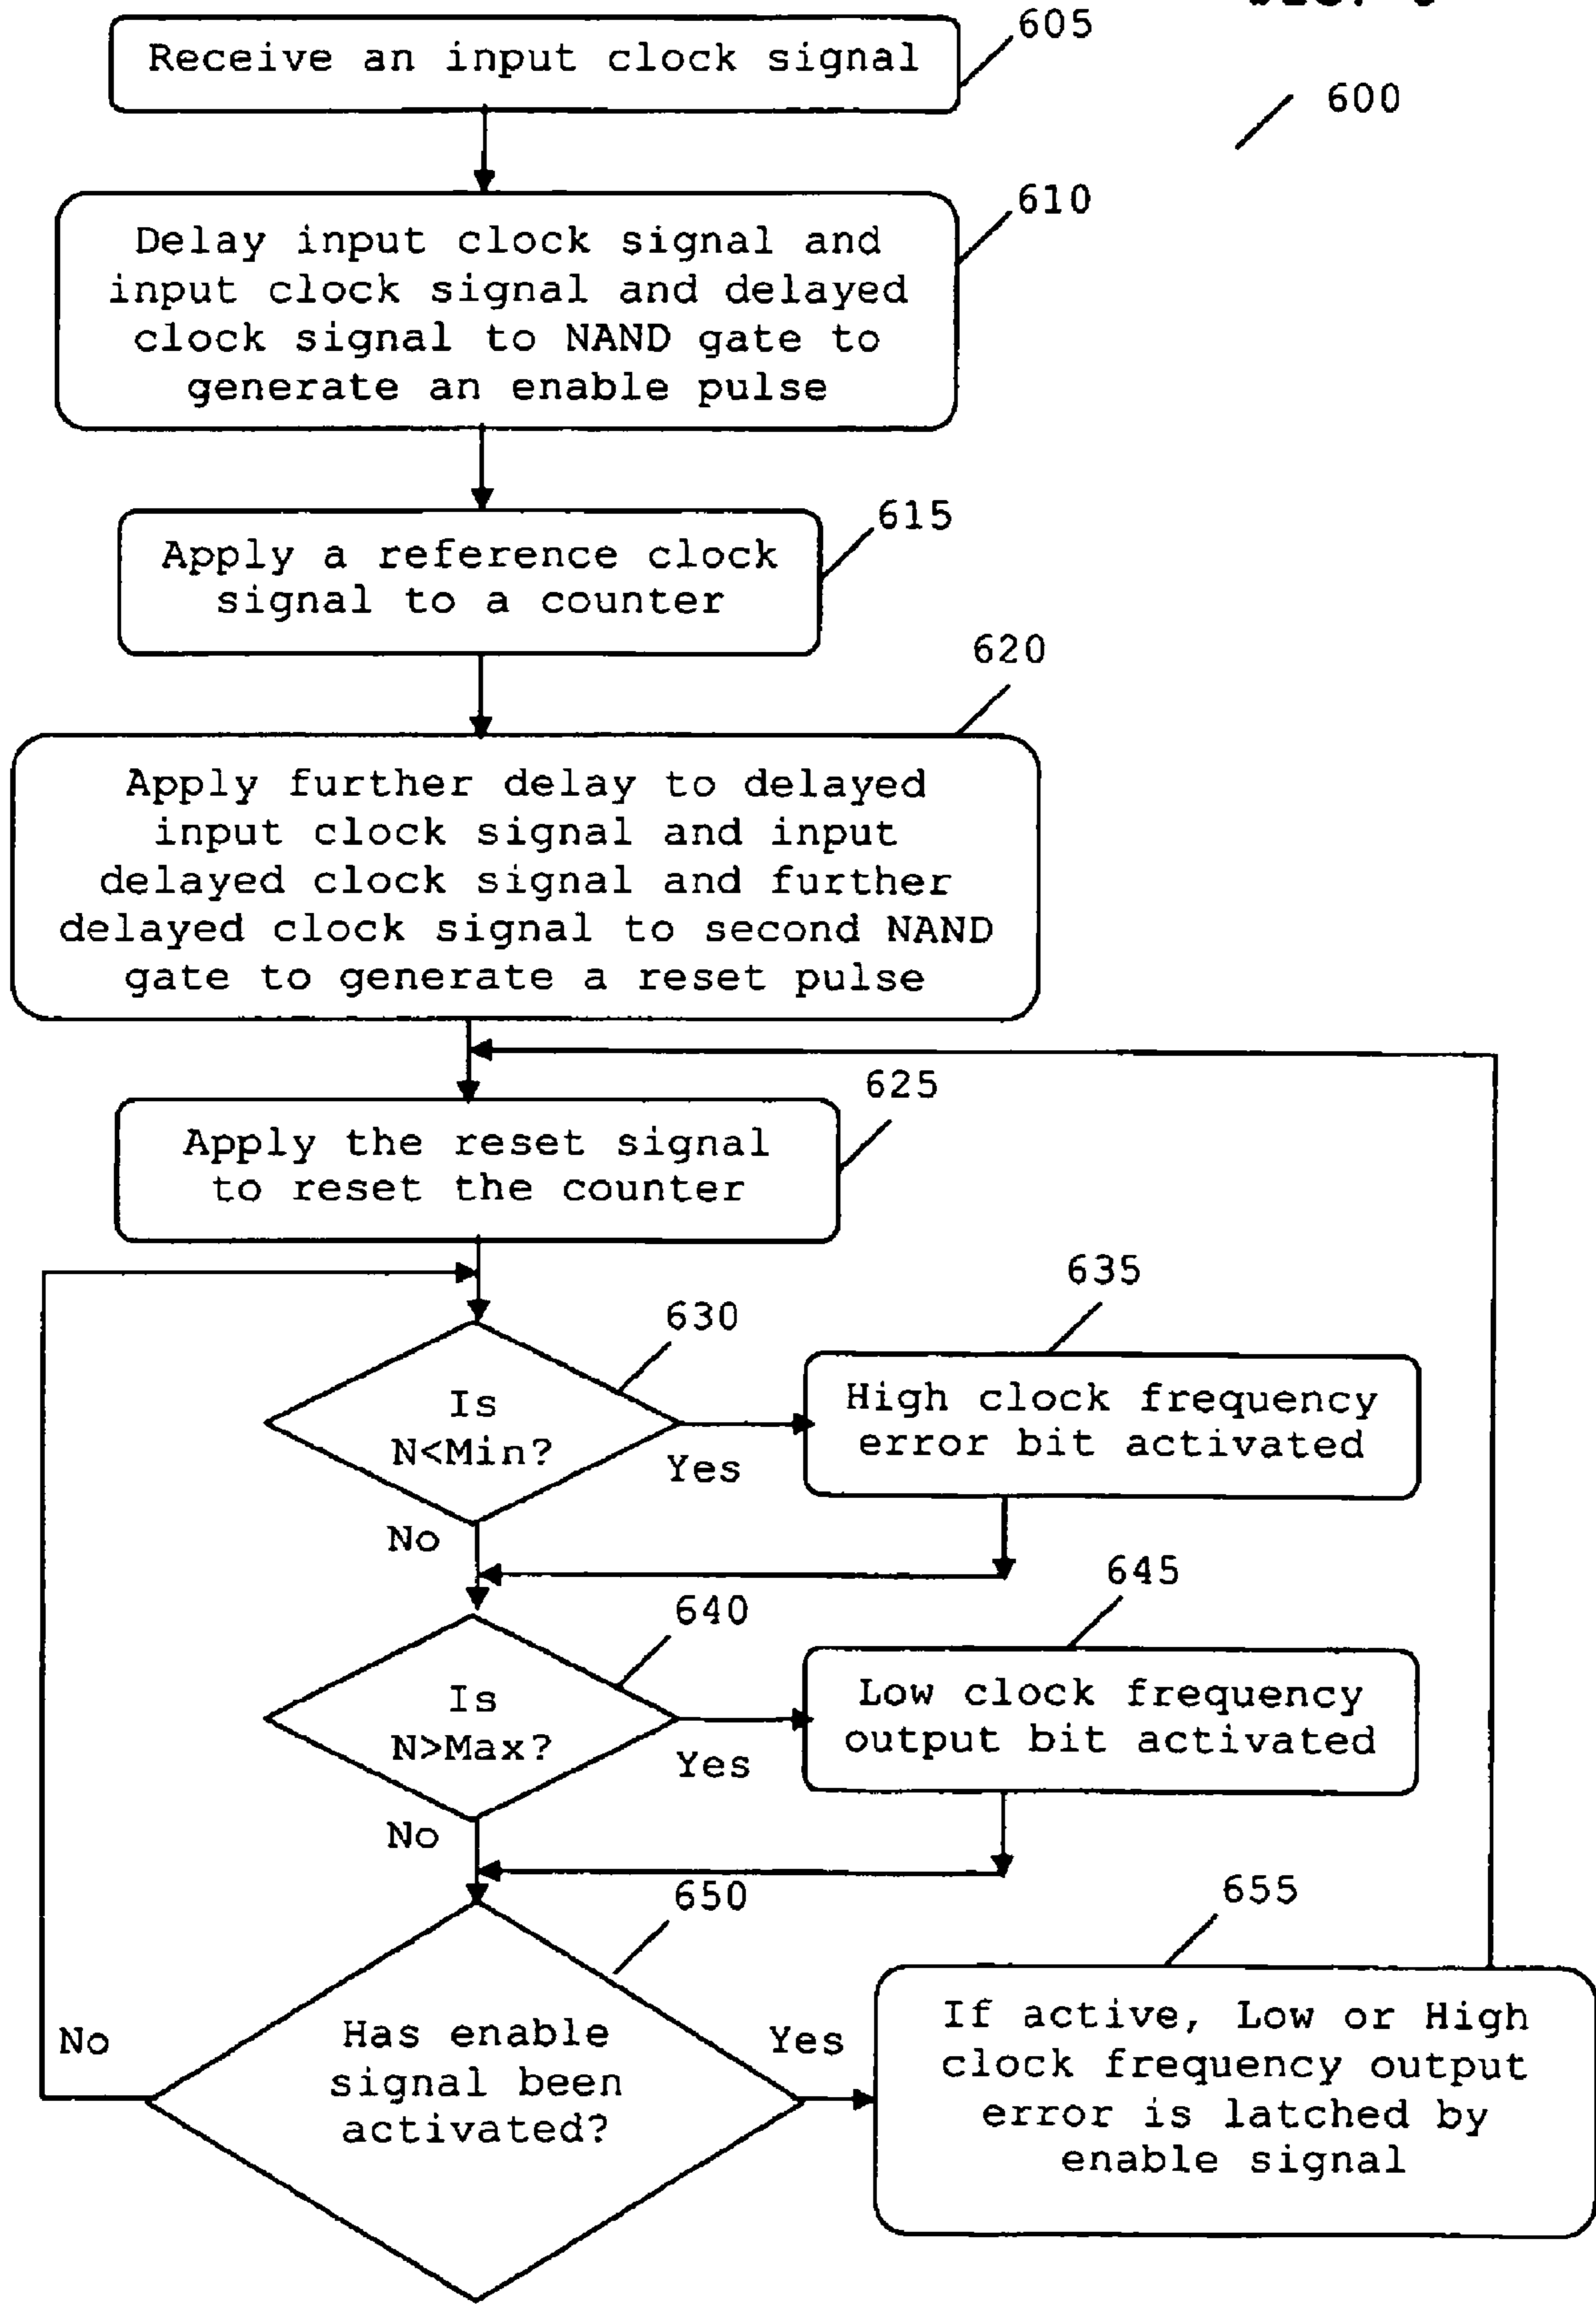 605
Receive an input clock signal
600
610
Delay input clock signal and
input clock signal and delayed
clock signal to NAND gate to
generate an enable pulse
615
Apply a reference clock
signal to a counter
620
Apply further delay to delayed
input clock signal and input
delayed clock signal and further
delayed clock signal to second NAND
gate to generate a reset pulse
625
Apply the reset signal
to reset the counter
630
Is
N<Min?
Yes
No
635
High clock frequency
error bit activated
640
Is
N>Max?
Yes
No
645
Low clock frequency
output bit activated
650
Has enable
signal been
activated?
No
Yes
655
If active, Low or High
clock frequency output
error is latched by
enable signal